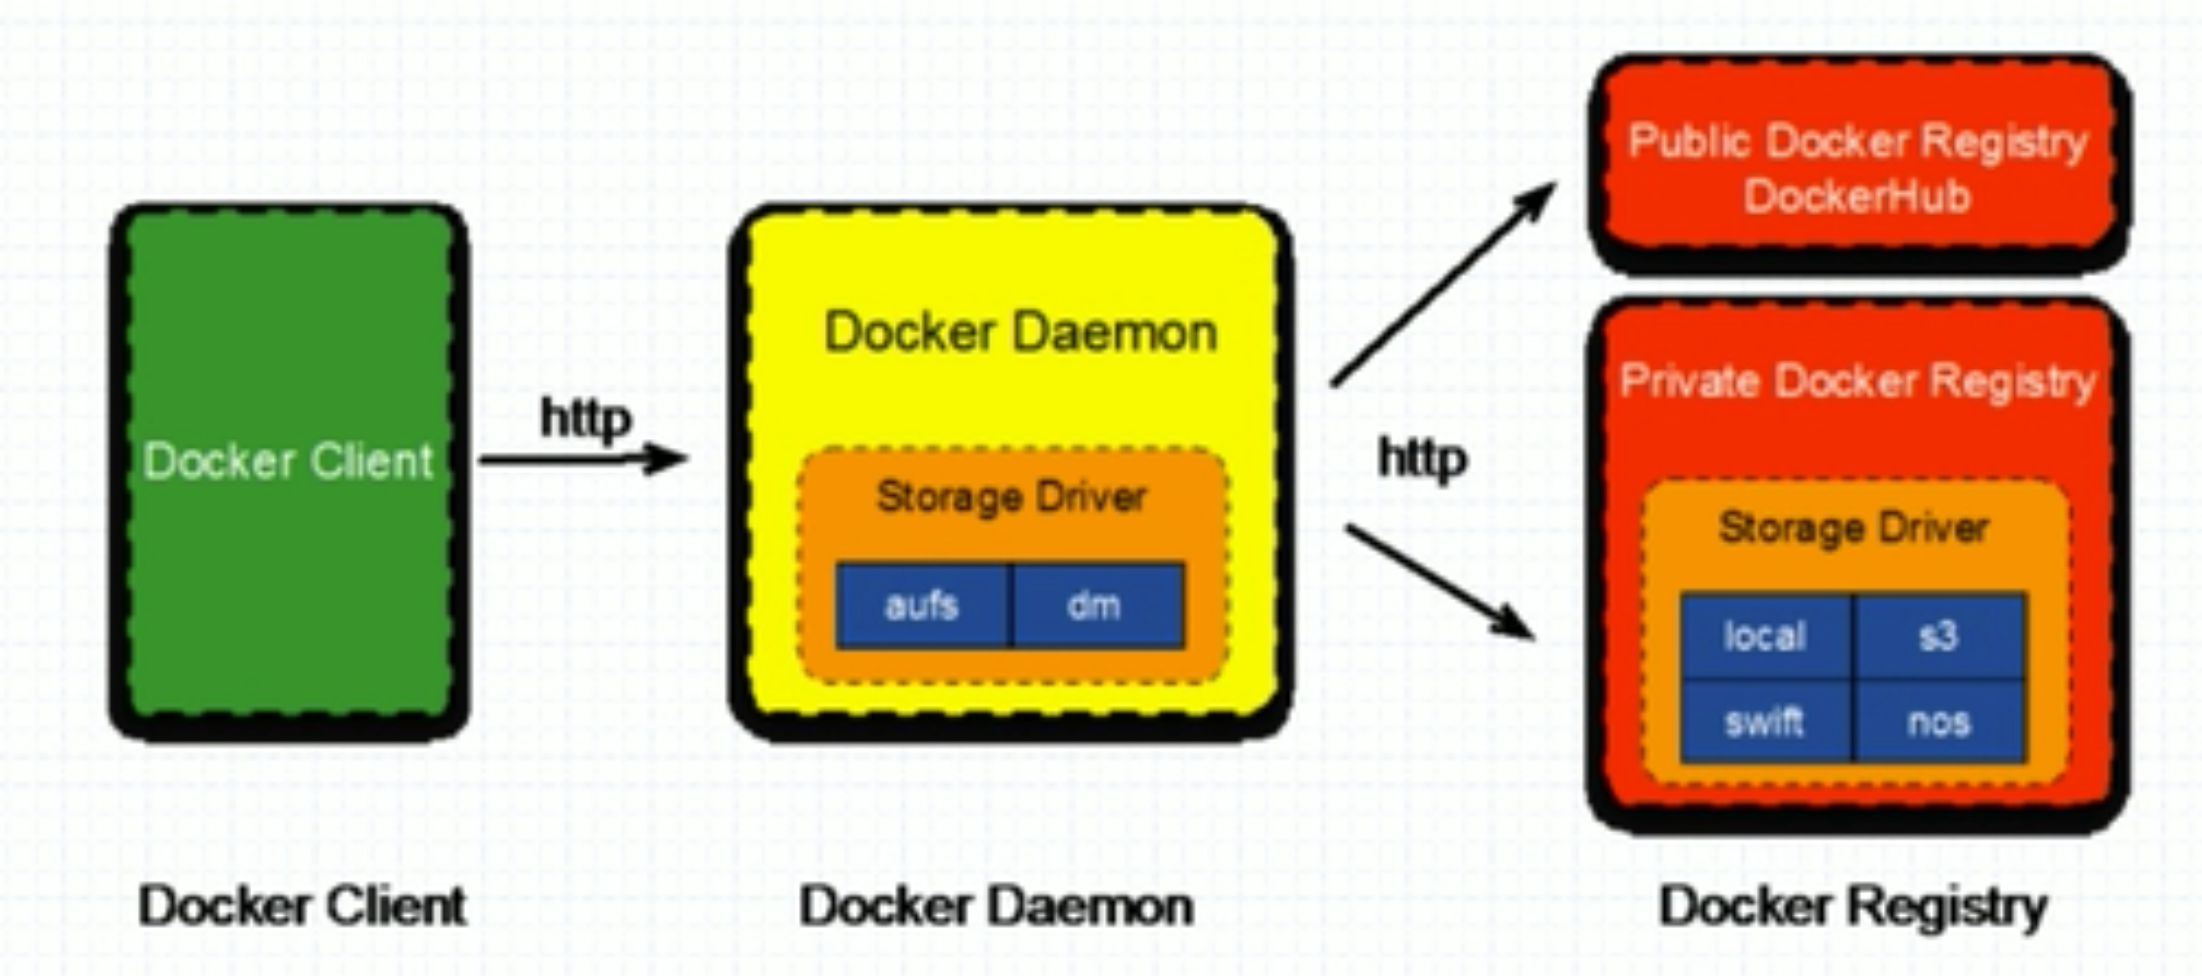 Docker Client
http
Docker Daemon
Storage Driver
aufs
dm
http
Public Docker Registry
DockerHub
Private Docker Registry
Storage Driver
local
s3
swift
nos
Docker Client
Docker Daemon
Docker Registry